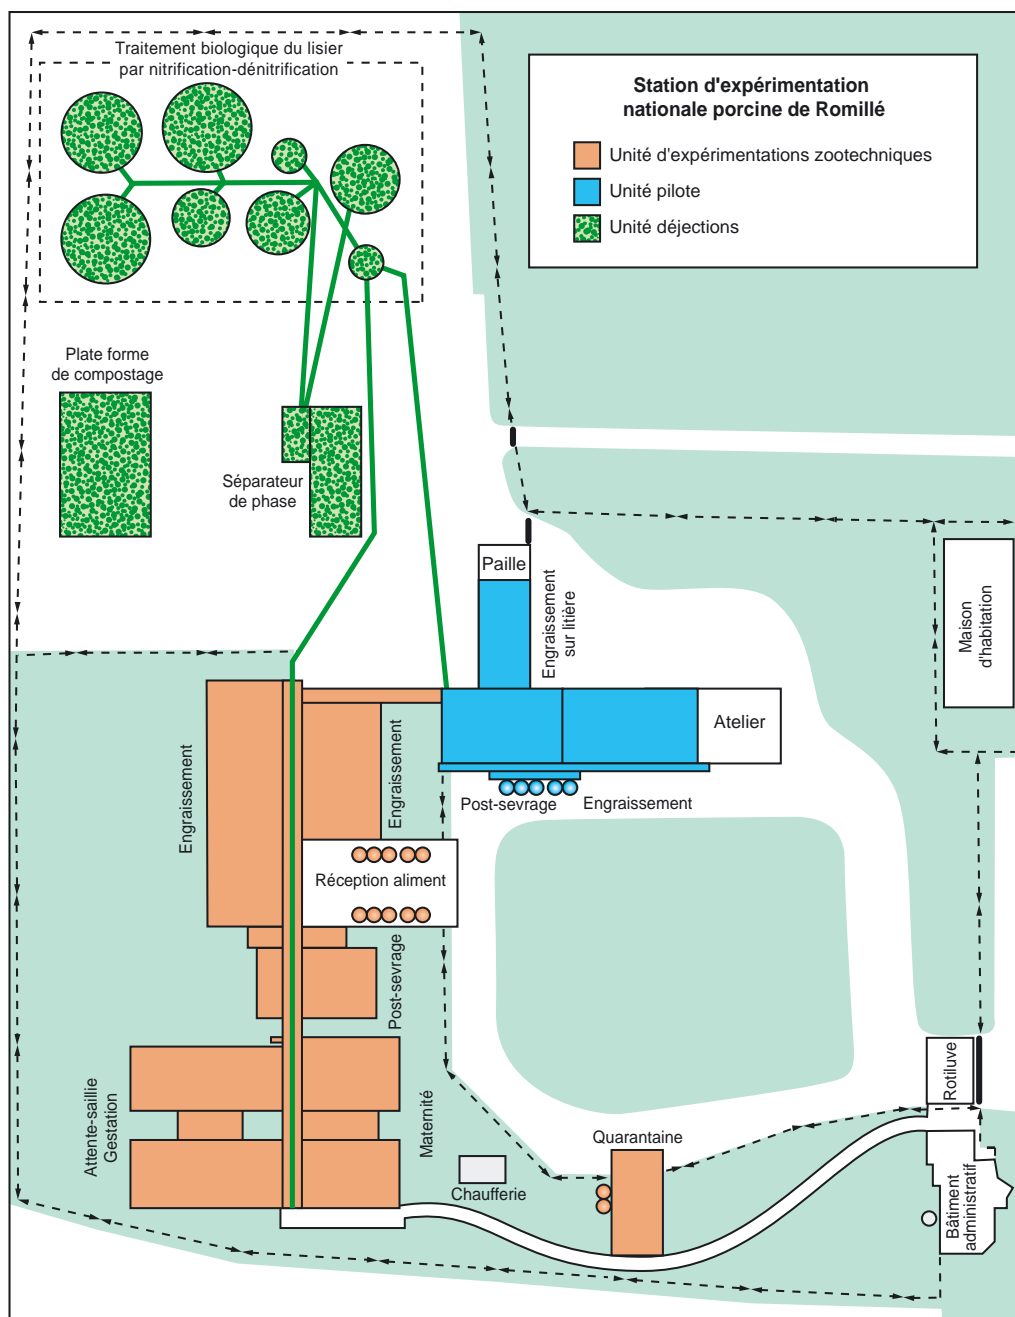 Traitement biologique du lisier
par nitrification-dénitrification
Station d'expérimentation
nationale porcine de Romillé
Unité d'expérimentations zootechniques
Unité pilote
Unité déjections
Plate forme
de compostage
Séparateur
de phase
Paille
Engraissement
sur litière
Maison
d'habitation
Atelier
Engraissement
Engraissement
Post-sevrage
Engraissement
Réception aliment
Post-sevrage
Attente-saillie
Gestation
Maternité
Chaufferie
Quarantaine
Rotiluve
Bâtiment
administratif